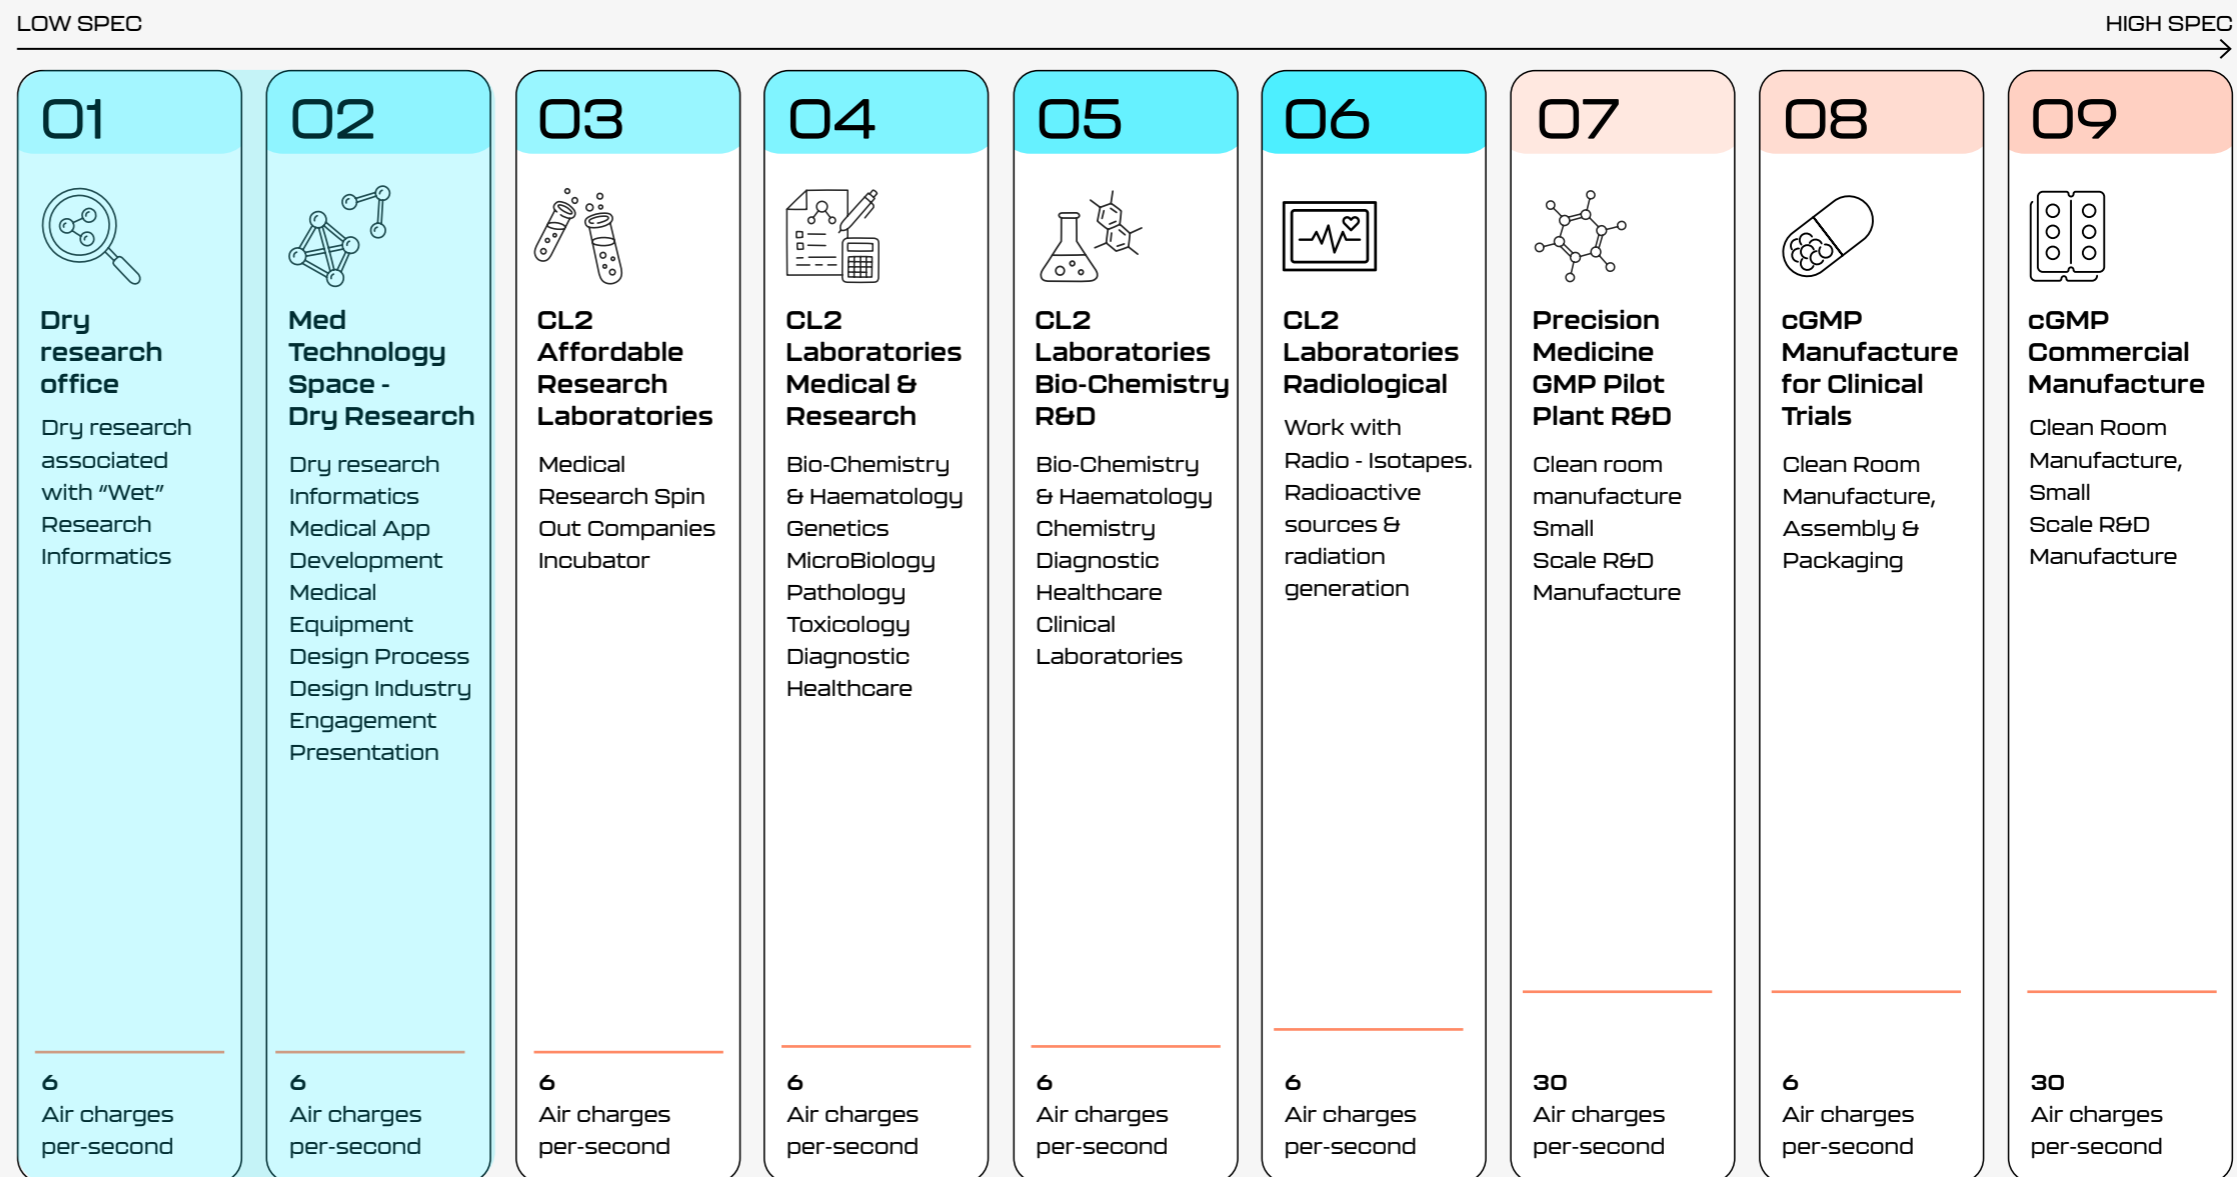 LOW SPEC
HIGH SPEC
01
Dry
research
office
Dry research
associated
with “Wet”
Research
Informatics
6
Air charges
per-second
02
Med
Technology
Space -
Dry Research
Dry research
Informatics
Medical App
Development
Medical
Equipment
Design Process
Design Industry
Engagement
Presentation
6
Air charges
per-second
03
CL2
Affordable
Research
Laboratories
Medical
Research Spin
Out Companies
Incubator
6
Air charges
per-second
04
CL2
Laboratories
Medical &
Research
Bio-Chemistry
& Haematology
Genetics
MicroBiology
Pathology
Toxicology
Diagnostic
Healthcare
6
Air charges
per-second
05
CL2
Laboratories
Bio-Chemistry
R&D
Bio-Chemistry
& Haematology
Chemistry
Diagnostic
Healthcare
Clinical
Laboratories
6
Air charges
per-second
06
CL2
Laboratories
Radiological
Work with
Radio - Isotapes.
Radioactive
sources &
radiation
generation
6
Air charges
per-second
07
Precision
Medicine
GMP Pilot
Plant R&D
Clean room
manufacture
Small
Scale R&D
Manufacture
30
Air charges
per-second
08
cGMP
Manufacture
for Clinical
Trials
Clean Room
Manufacture,
Assembly &
Packaging
6
Air charges
per-second
09
cGMP
Commercial
Manufacture
Clean Room
Manufacture,
Small
Scale R&D
Manufacture
30
Air charges
per-second